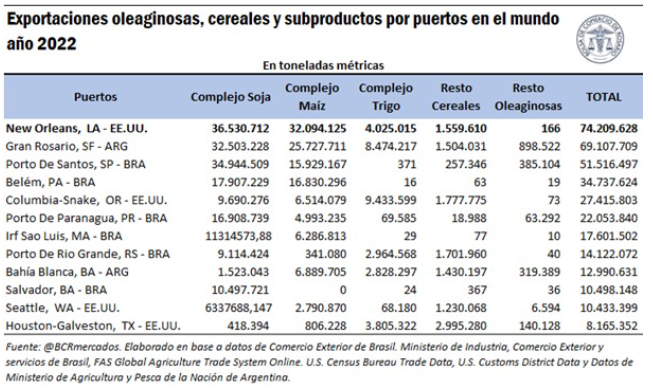 Exportaciones oleaginosas, cereales y subproductos por puertos en el mundo
año 2022
BOLSA DE COMERCIO DE ROSARIO
En toneladas métricas
Puertos Complejo Soja Complejo Maíz Complejo Trigo Resto Cereales Resto Oleaginosas TOTAL
New Orleans, LA - EE.UU. 36.530.712 32.094.125 4.025.015 1.559.610 166 74.209.628
Gran Rosario, SF - ARG 32.503.228 25.727.711 8.474.217 1.504.031 898.522 69.107.709
Porto De Santos, SP - BRA 34.944.509 15.929.167 371 257.346 385.104 51.516.497
Belém, PA - BRA 17.907.229 16.830.296 16 63 19 34.737.624
Columbia-Snake, OR - EE.UU. 9.690.276 6.514.079 9.433.599 1.777.775 73 27.415.803
Porto De Paranagua, PR - BRA 16.908.739 4.993.235 69.585 18.988 63.292 22.053.840
Irf Sao Luis, MA - BRA 11314573,88 6.286.813 29 77 10 17.601.502
Porto De Rio Grande, RS - BRA 9.114.424 341.080 2.964.568 1.701.960 40 14.122.072
Bahía Blanca, BA - ARG 1.523.043 6.889.705 2.828.297 1.430.197 319.389 12.990.631
Salvador, BA - BRA 10.497.721 0 24 367 36 10.498.148
Seattle, WA - EE.UU. 6337688,147 2.790.870 68.180 1.230.068 6.594 10.433.399
Houston-Galveston, TX - EE.UU. 418.394 806.228 3.805.322 2.995.280 140.128 8.165.352
Fuente: @BCRmercados. Elaborado en base a datos de Comercio Exterior de Brasil. Ministerio de Industria, Comercio Exterior y
servicios de Brasil, FAS Global Agriculture Trade System Online. U.S. Census Bureau Trade Data, U.S. Customs District Data y Datos de
Ministerio de Agricultura y Pesca de la Nación de Argentina.